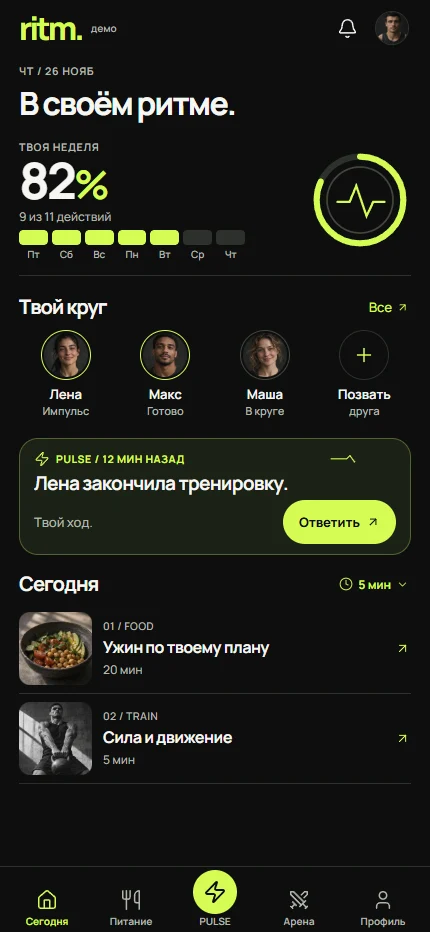 ritm. демо
ЧТ / 26 НОЯБ
В своём ритме.
ТВОЯ НЕДЕЛЯ
82%
9 из 11 действий
Пт Сб Вс Пн Вт Ср Чт
Твой круг Все
Лена Макс Маша Позвать
Импульс Готово В круге друга
PULSE / 12 МИН НАЗАД
Лена закончила тренировку.
Твой ход. Ответить
Сегодня 5 мин
01 / FOOD
Ужин по твоему плану
20 мин
02 / TRAIN
Сила и движение
5 мин
Сегодня Питание PULSE Арена Профиль